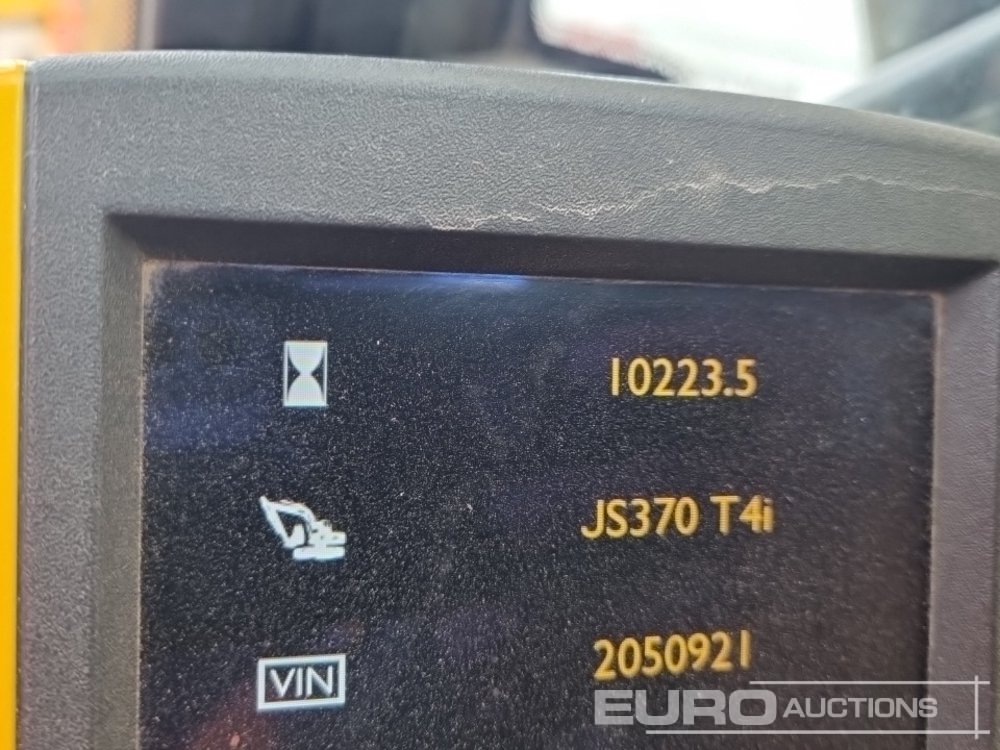 10223.5
JS370 T4i
VIN 2050921
EURO AUCTIONS